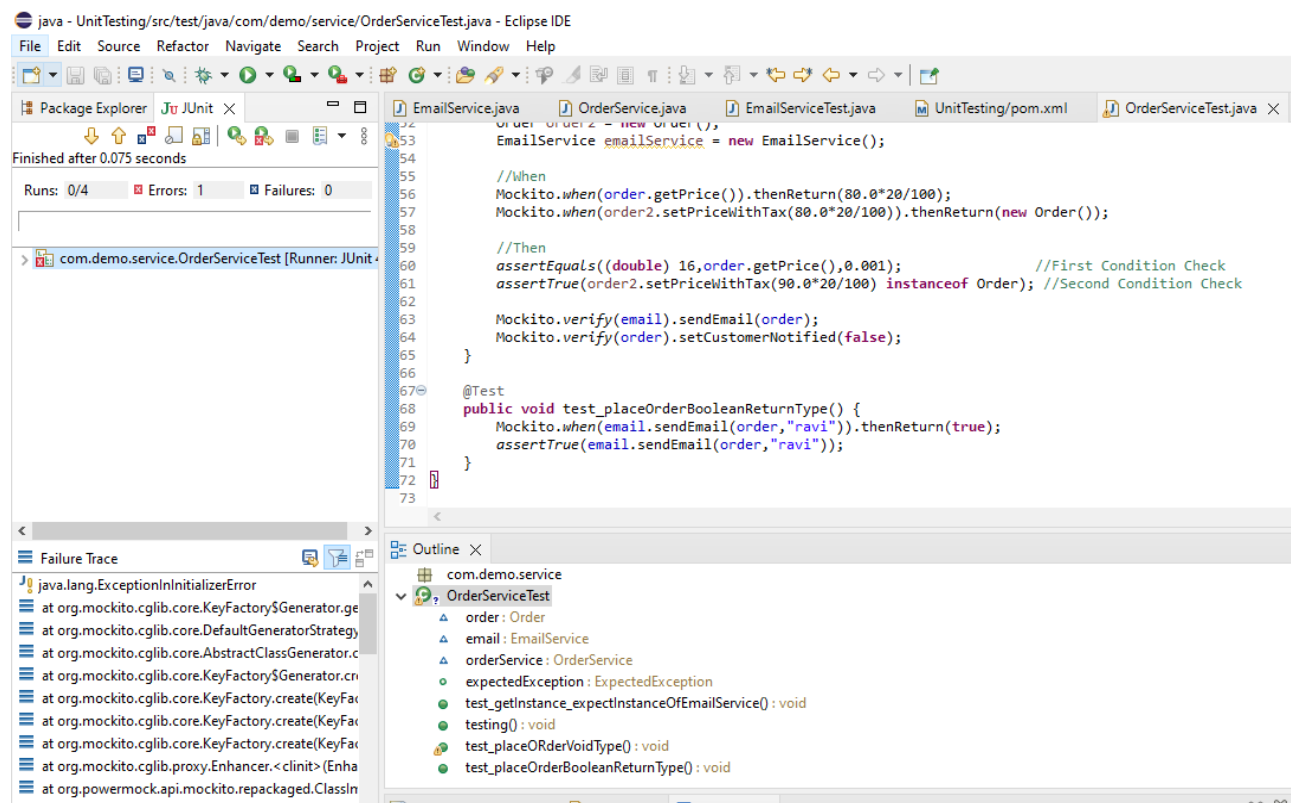 java - UnitTesting/src/test/java/com/demo/service/OrderServiceTest.java - Eclipse IDE
File Edit Source Refactor Navigate Search Project Run Window Help
Package Explorer JUnit
Finished after 0.075 seconds
Runs: 0/4 Errors: 1 Failures: 0
com.demo.service.OrderServiceTest [Runner: JUnit 4
Failure Trace
java.lang.ExceptionInInitializerError
at org.mockito.cglib.core.KeyFactory$Generator.ge
at org.mockito.cglib.core.DefaultGeneratorStrategy
at org.mockito.cglib.core.AbstractClassGenerator.c
at org.mockito.cglib.core.KeyFactory$Generator.cre
at org.mockito.cglib.core.KeyFactory.create(KeyFac
at org.mockito.cglib.core.KeyFactory.create(KeyFac
at org.mockito.cglib.core.KeyFactory.create(KeyFac
at org.mockito.cglib.proxy.Enhancer.<clinit>(Enha
at org.powermock.api.mockito.repackaged.ClassIm
EmailService.java OrderService.java EmailServiceTest.java UnitTesting/pom.xml OrderServiceTest.java
52 Order order2 = new Order();
53 EmailService emailService = new EmailService();
54
55 //When
56 Mockito.when(order.getPrice()).thenReturn(80.0*20/100);
57 Mockito.when(order2.setPriceWithTax(80.0*20/100)).thenReturn(new Order());
58
59 //Then
60 assertEquals((double) 16,order.getPrice(),0.001); //First Condition Check
61 assertTrue(order2.setPriceWithTax(90.0*20/100) instanceof Order); //Second Condition Check
62
63 Mockito.verify(email).sendEmail(order);
64 Mockito.verify(order).setCustomerNotified(false);
65 }
66
67 @Test
68 public void test_placeOrderBooleanReturnType() {
69 Mockito.when(email.sendEmail(order,"ravi")).thenReturn(true);
70 assertTrue(email.sendEmail(order,"ravi"));
71 }
72 }
73
Outline
com.demo.service
OrderServiceTest
order : Order
email : EmailService
orderService : OrderService
expectedException : ExpectedException
test_getInstance_expectInstanceOfEmailService() : void
testing() : void
test_placeORderVoidType() : void
test_placeOrderBooleanReturnType() : void